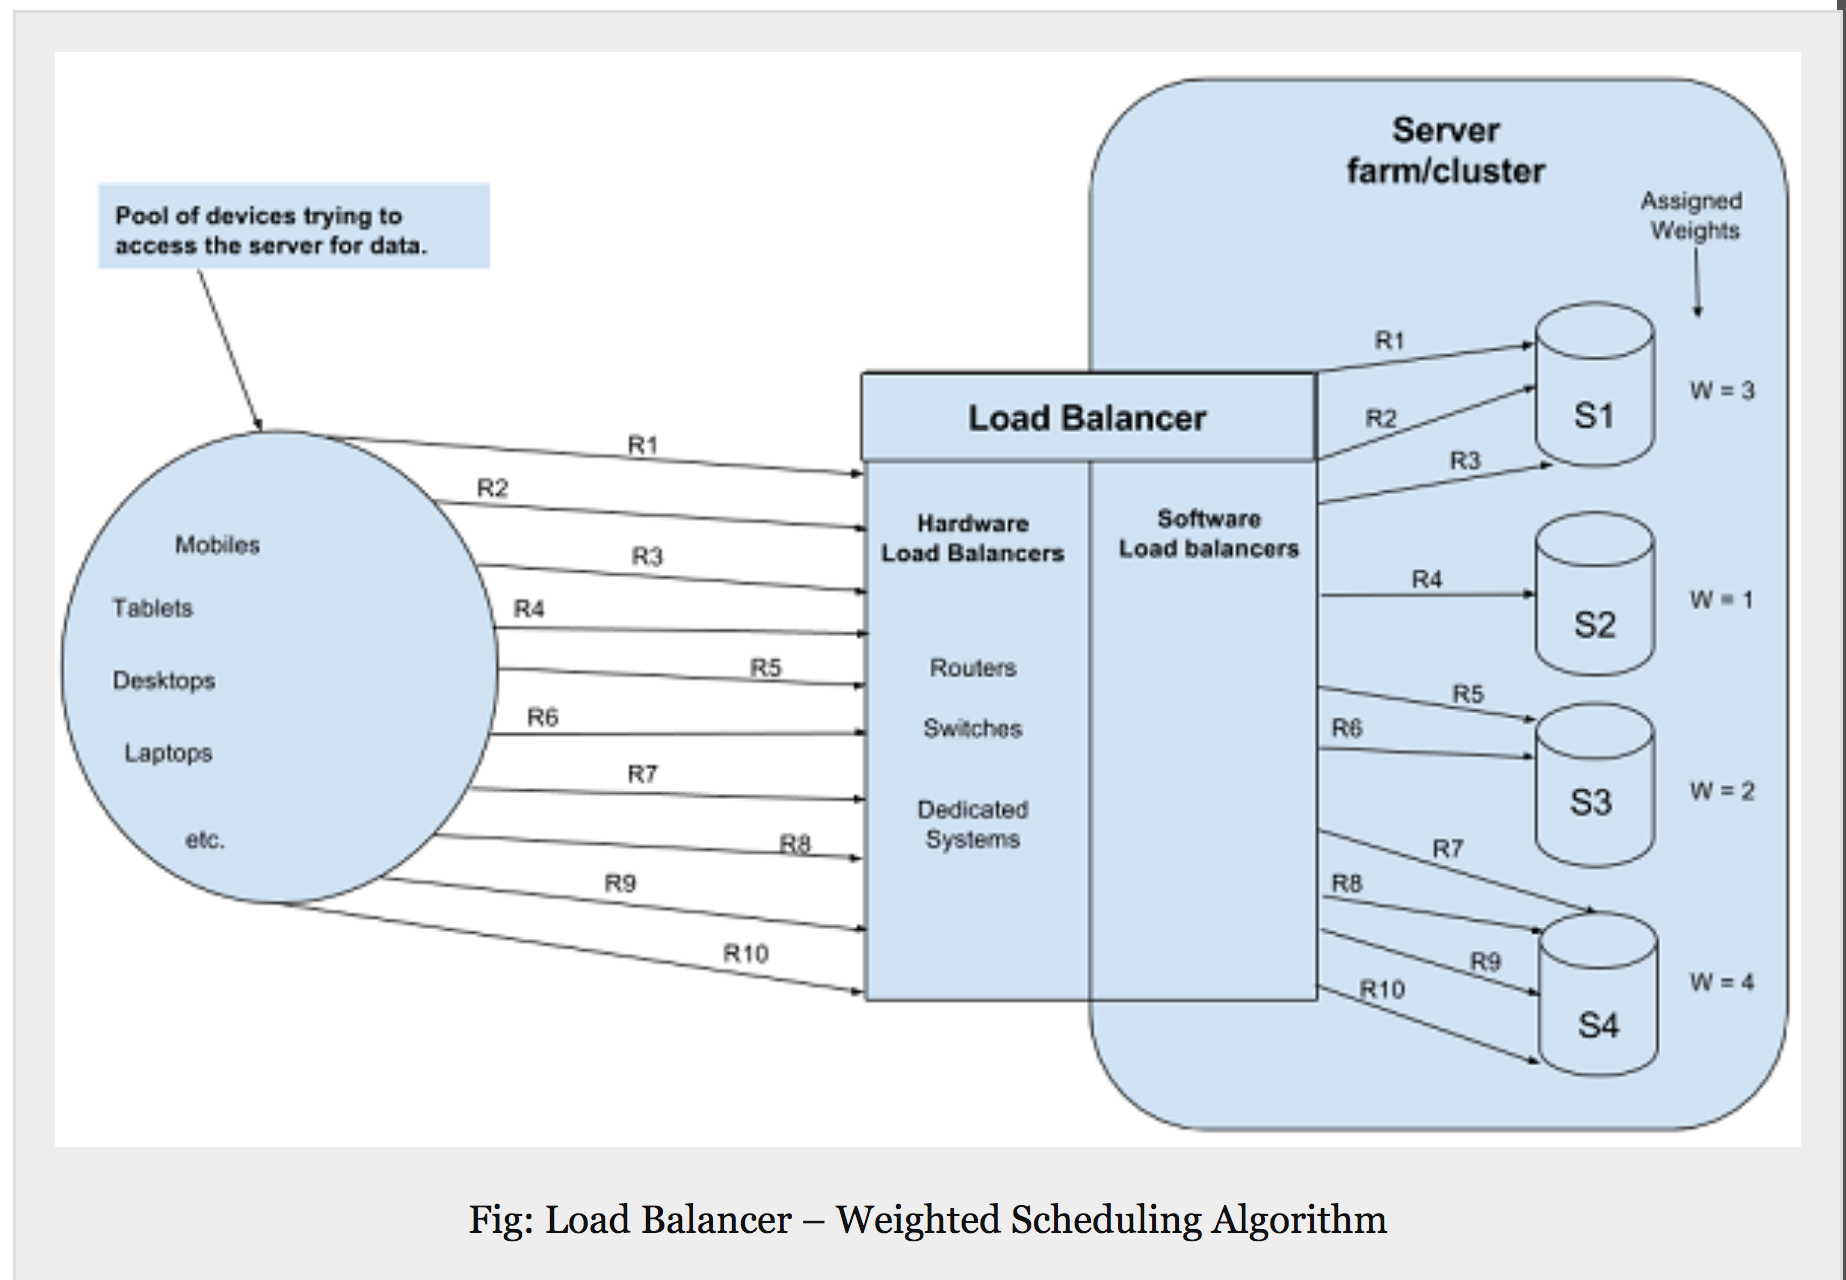 Server
farm/cluster
Assigned
Weights
Pool of devices trying to
access the server for data.
Mobiles
Tablets
Desktops
Laptops
etc.
R1
R2
R3
R4
R5
R6
R7
R8
R9
R10
Load Balancer
Hardware
Load Balancers
Routers
Switches
Dedicated
Systems
Software
Load balancers
R1
R2
R3
R4
R5
R6
R7
R8
R9
R10
S1
W = 3
S2
W = 1
S3
W = 2
S4
W = 4
Fig: Load Balancer – Weighted Scheduling Algorithm